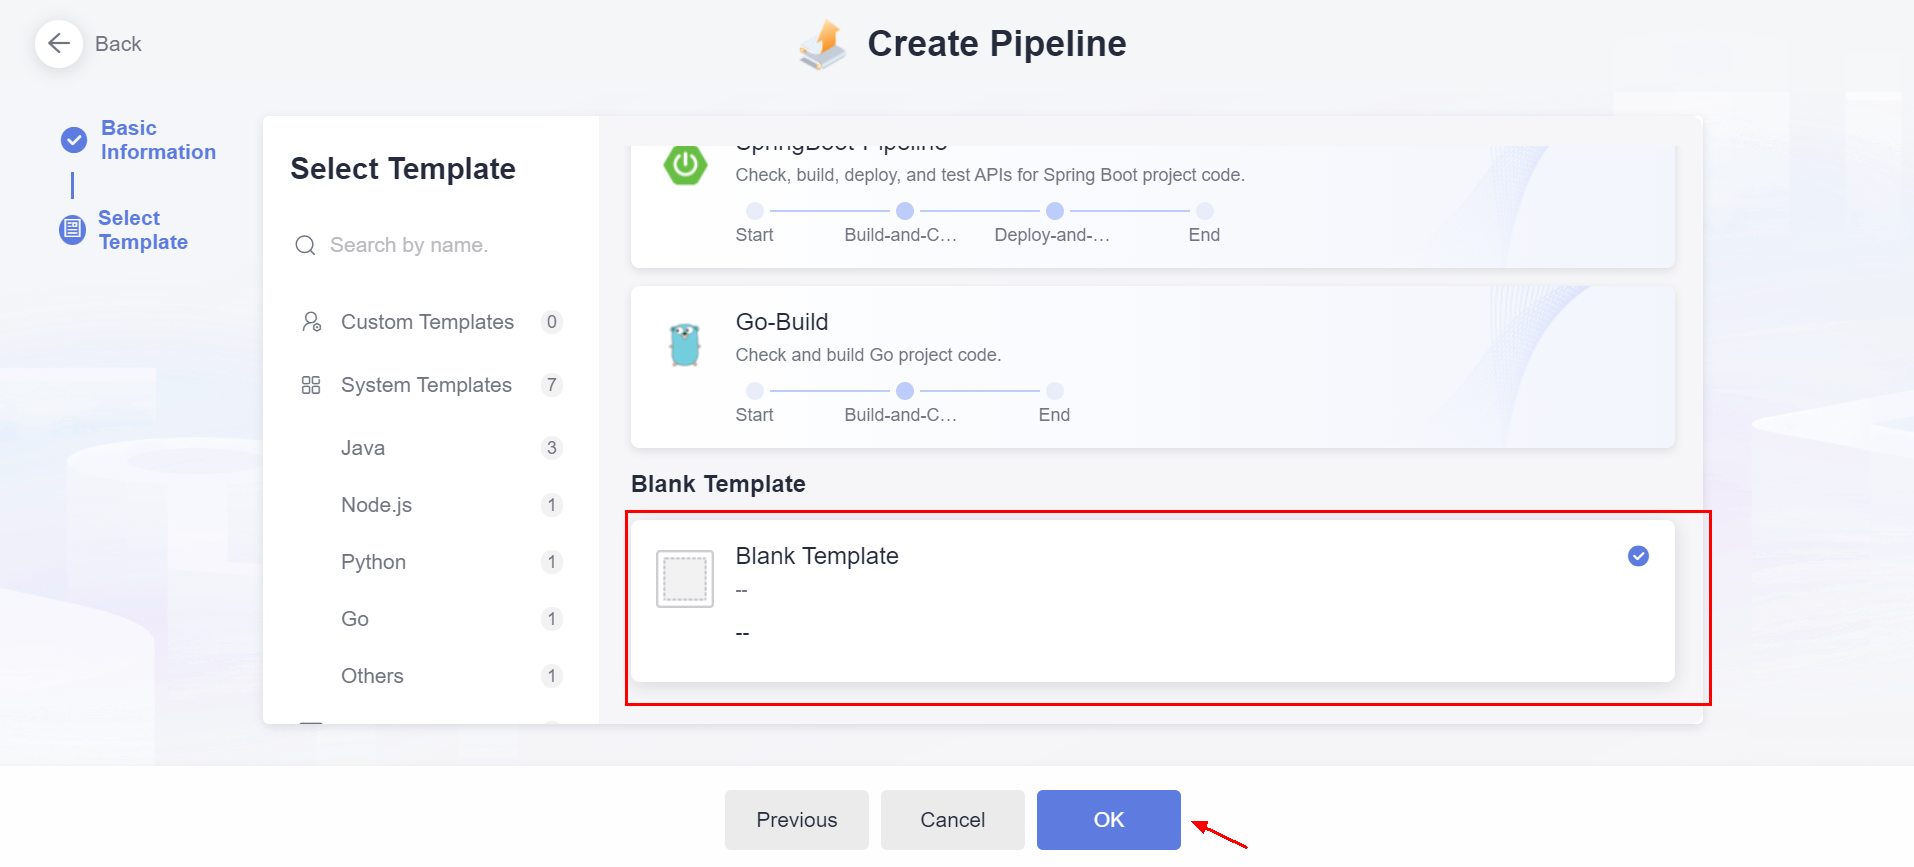 Back
Create Pipeline
Basic
Information
Select
Template
Select Template
Search by name.
Custom Templates 0
System Templates 7
Java 3
Node.js 1
Python 1
Go 1
Others 1
SpringBoot-Pipeline
Check, build, deploy, and test APIs for Spring Boot project code.
Start Build-and-C... Deploy-and-... End
Go-Build
Check and build Go project code.
Start Build-and-C... End
Blank Template
Blank Template
--
--
Previous Cancel OK